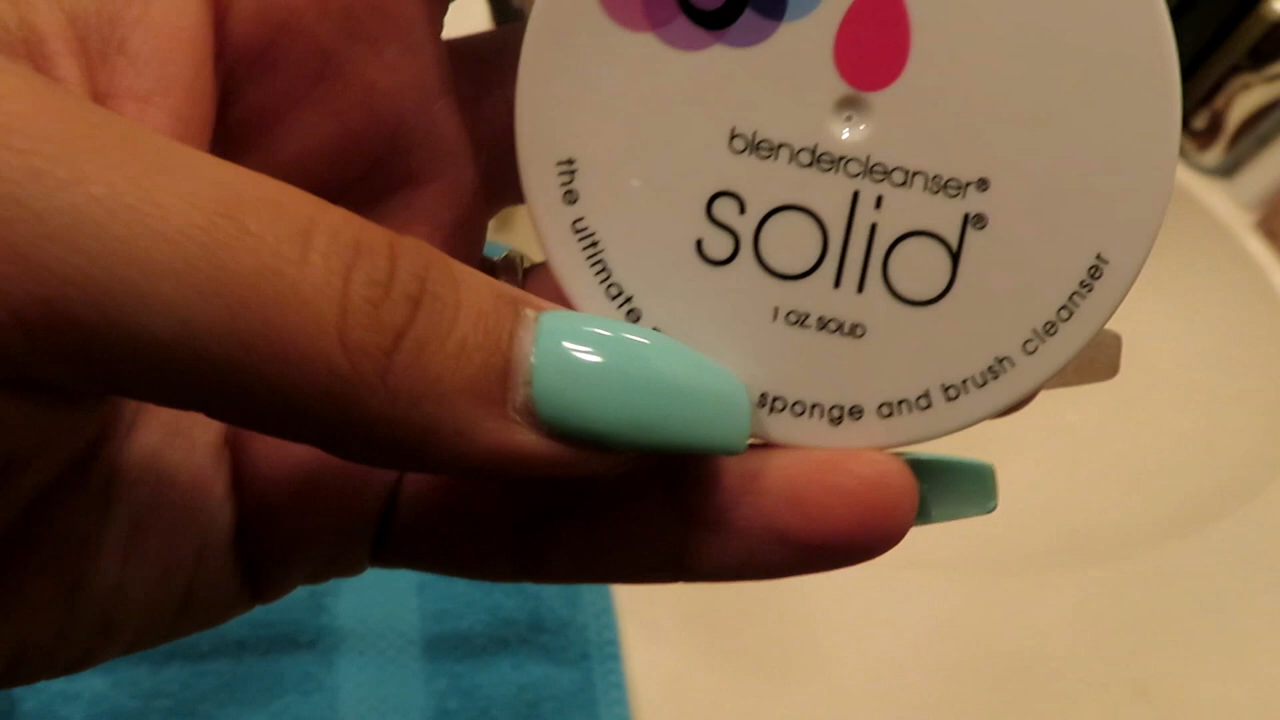 blendercleanser®
solid®
1 OZ. SOLID
the ultimate sponge and brush cleanser